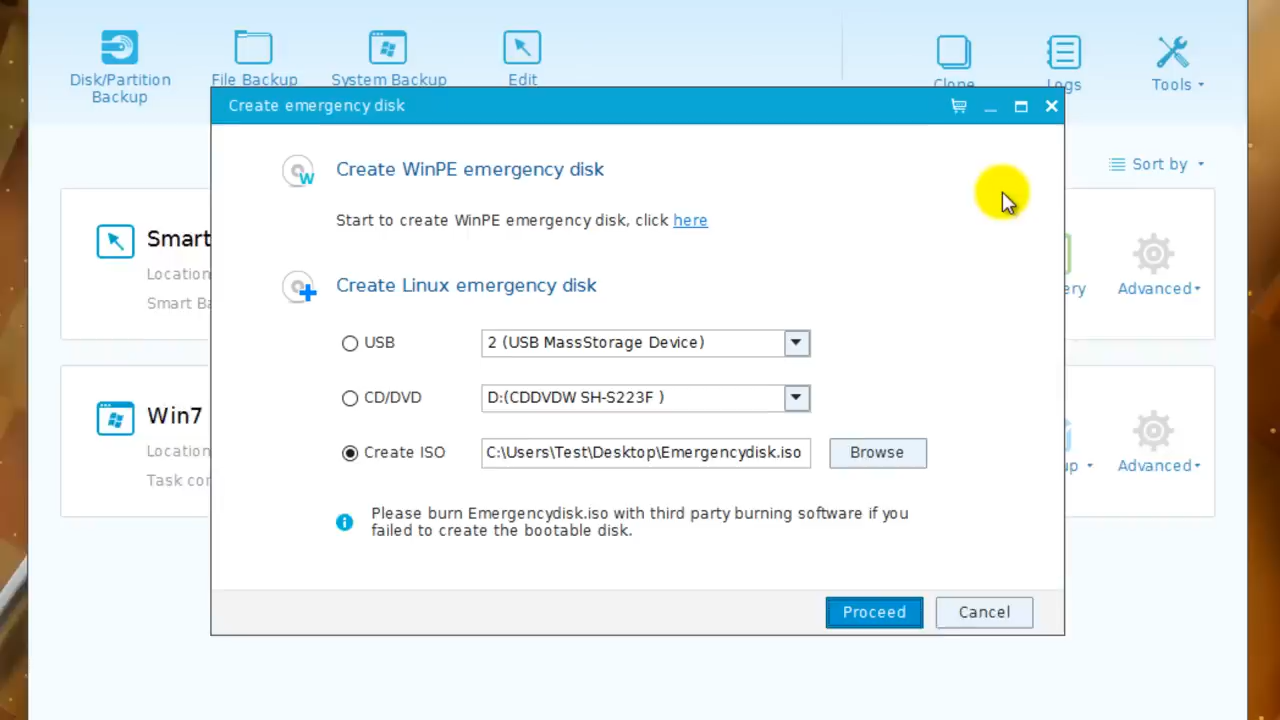 Disk/Partition
Backup
File Backup
System Backup
Edit
Clone
Logs
Tools
Create emergency disk
Sort by
Create WinPE emergency disk
Start to create WinPE emergency disk, click here
Smart
Location
Smart Ba
ery
Advanced
Create Linux emergency disk
USB
2 (USB MassStorage Device)
CD/DVD
D:(CDDVDW SH-S223F )
Win7
Location
Task con
up
Advanced
Create ISO
C:\Users\Test\Desktop\Emergencydisk.iso
Browse
Please burn Emergencydisk.iso with third party burning software if you
failed to create the bootable disk.
Proceed
Cancel